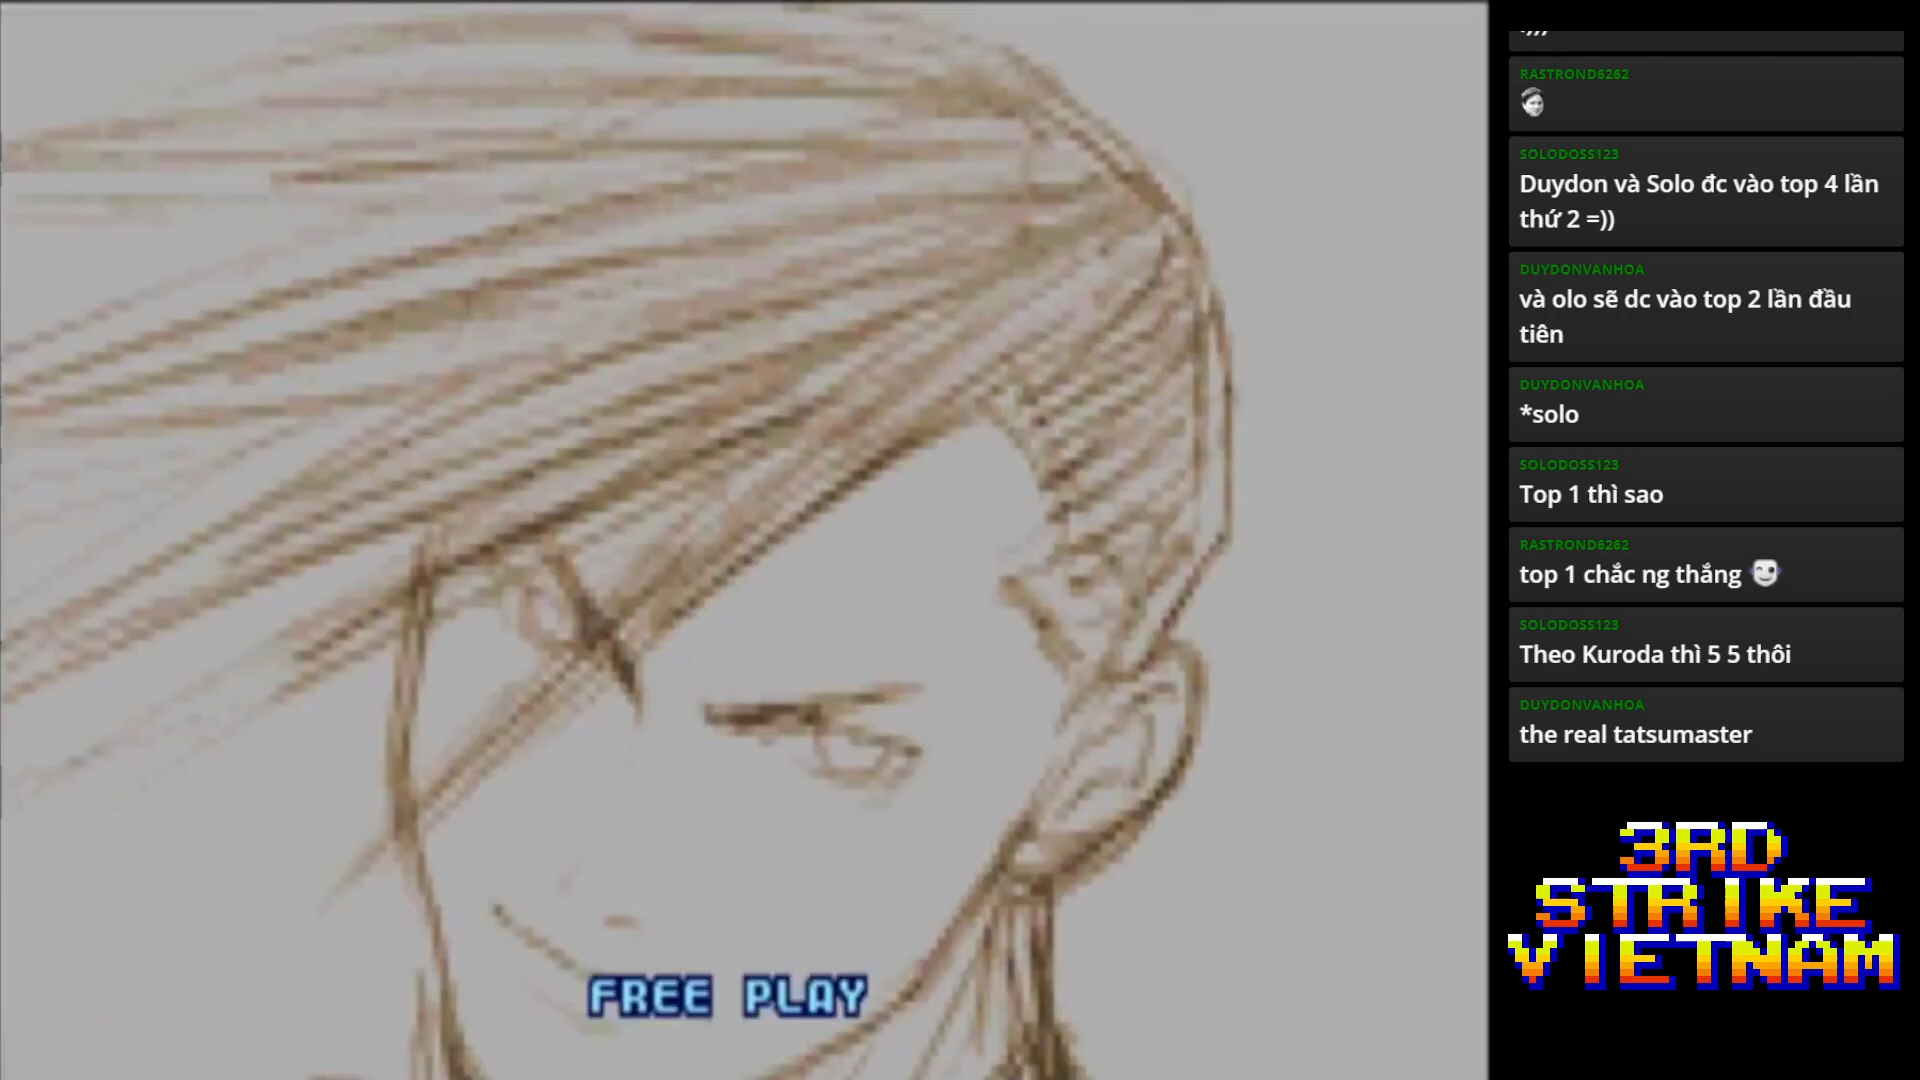 :)))
RASTROND6262
SOLODOSS123
Duydon và Solo đc vào top 4 lần
thứ 2 =))
DUYDONVANHOA
và olo sẽ dc vào top 2 lần đầu
tiên
DUYDONVANHOA
*solo
SOLODOSS123
Top 1 thì sao
RASTROND6262
top 1 chắc ng thắng
SOLODOSS123
Theo Kuroda thì 5 5 thôi
DUYDONVANHOA
the real tatsumaster
3RD
STRIKE
VIETNAM
FREE PLAY